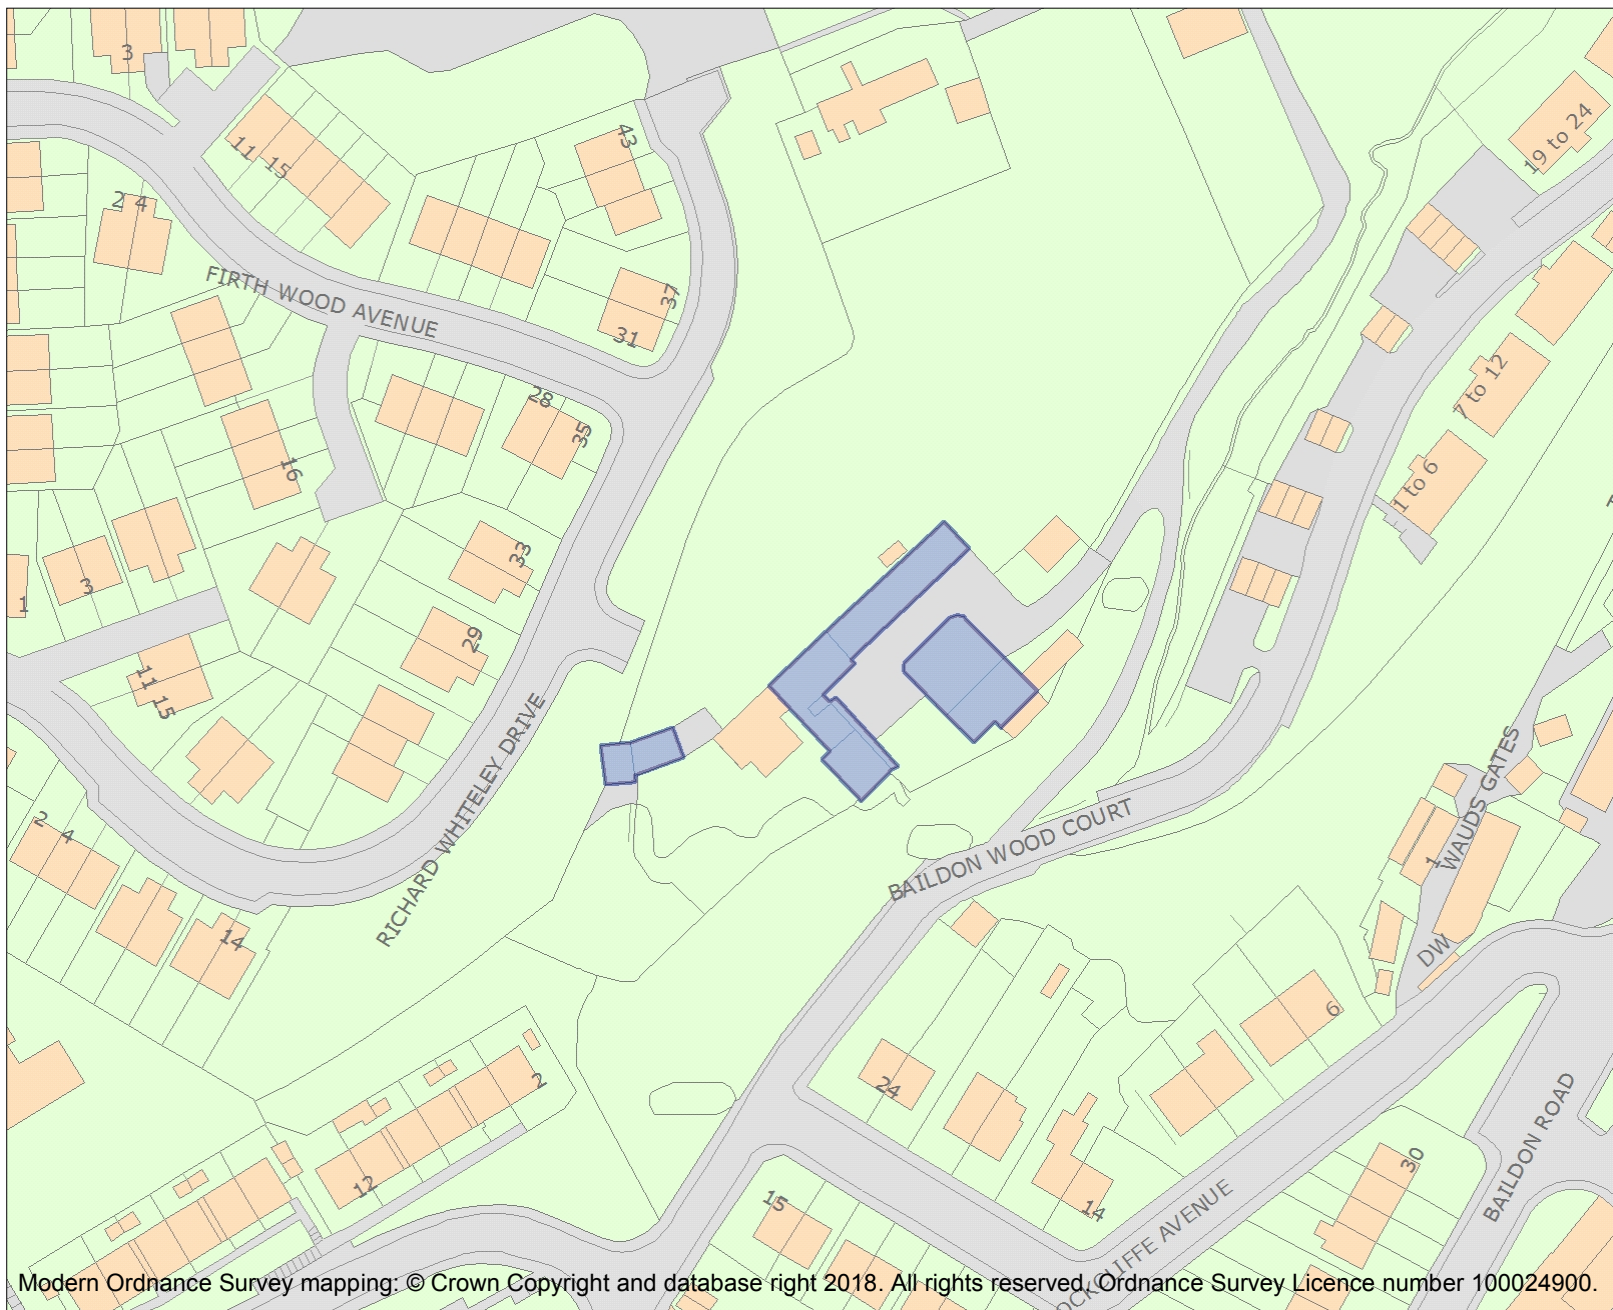 3
43
19 to 24
11 15
2 4
FIRTH WOOD AVENUE
37
31
7 to 12
28
35
16
1 to 6
33
3
1
29
11 15
RICHARD WHITELEY DRIVE
WAUDS GATES
2 4
1
BAILDON WOOD COURT
14
DW
6
24
2
BAILDON ROAD
12
30
15
14
OCKCLIFFE AVENUE
Modern Ordnance Survey mapping: © Crown Copyright and database right 2018. All rights reserved. Ordnance Survey Licence number 100024900.